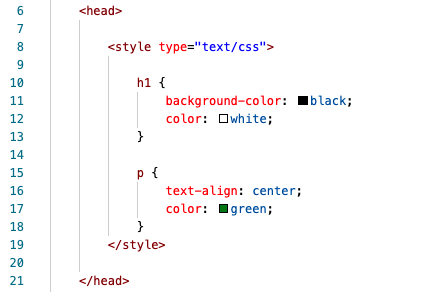 6 <head>
7
8 <style type="text/css">
9
10 h1 {
11 background-color: black;
12 color: white;
13 }
14
15 p {
16 text-align: center;
17 color: green;
18 }
19 </style>
20
21 </head>